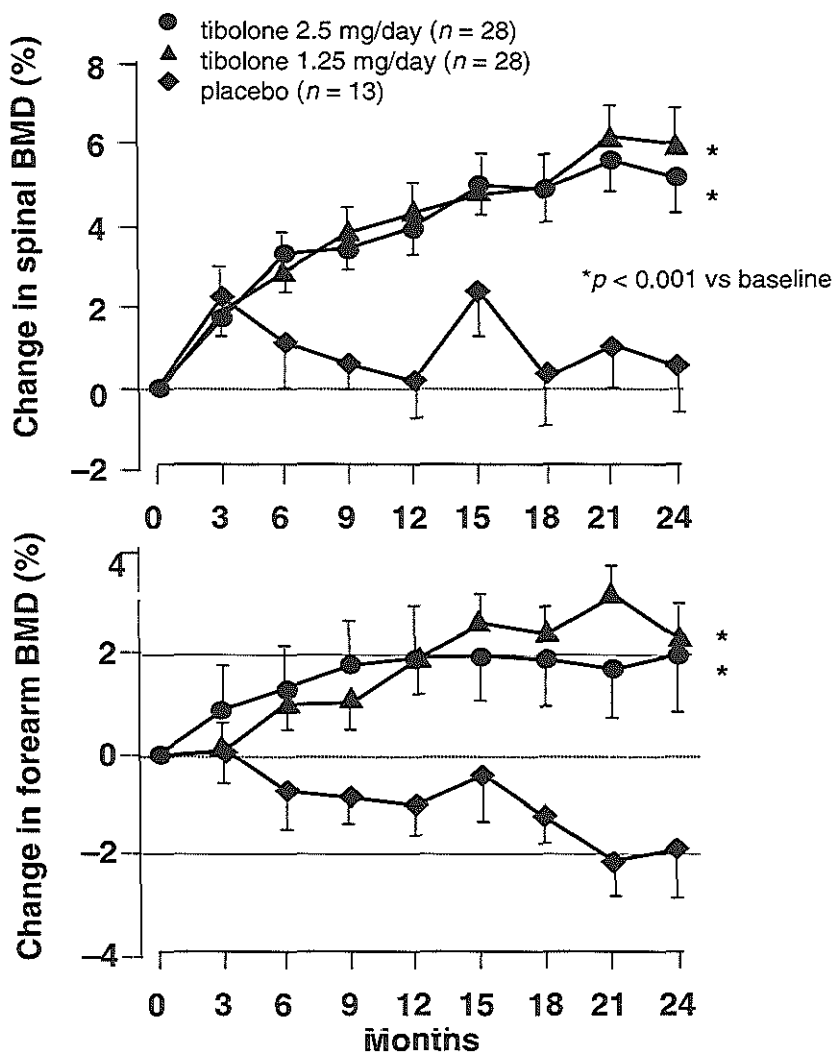 tibolone 2.5 mg/day (n = 28)
tibolone 1.25 mg/day (n = 28)
placebo (n = 13)
Change in spinal BMD (%)
8
6
4
2
0
–2
*
*
*p < 0.001 vs baseline
0 3 6 9 12 15 18 21 24
Change in forearm BMD (%)
4
2
0
–2
–4
*
*
0 3 6 9 12 15 18 21 24
Months